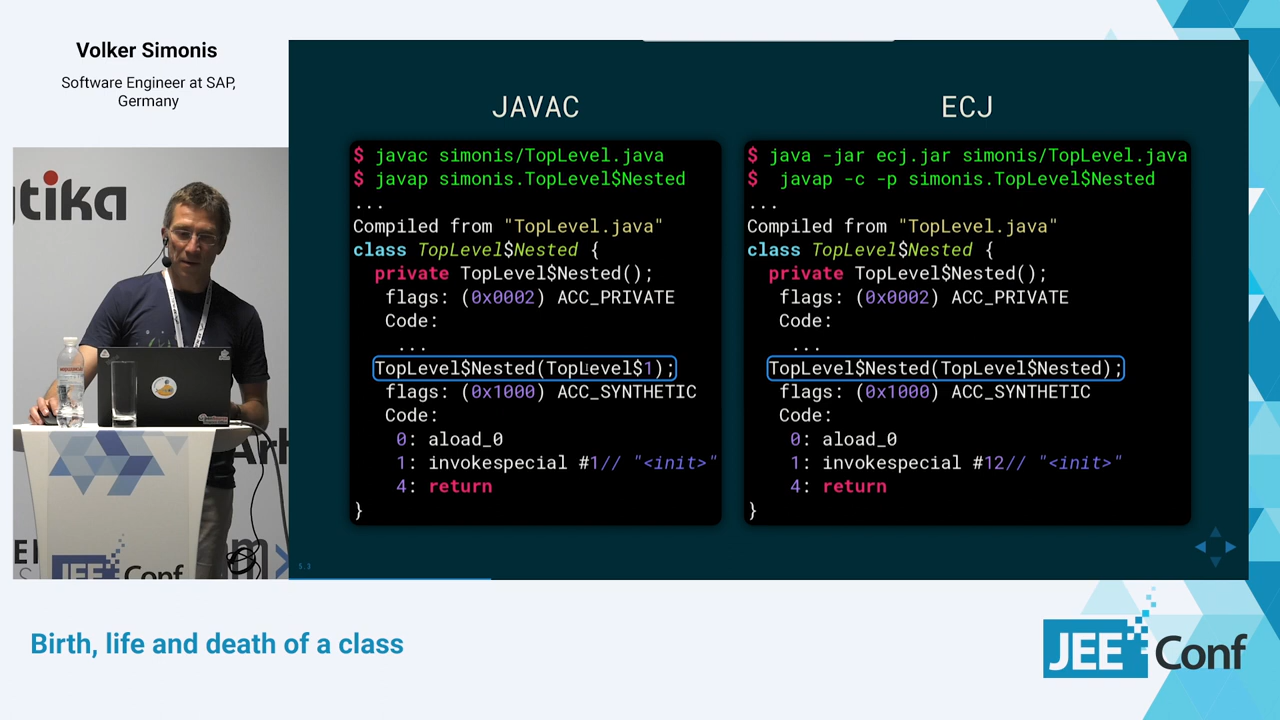 Volker Simonis
Software Engineer at SAP,
Germany
JAVAC
$ javac simonis/TopLevel.java
$ javap simonis.TopLevel$Nested
...
Compiled from "TopLevel.java"
class TopLevel$Nested {
private TopLevel$Nested();
flags: (0x0002) ACC_PRIVATE
Code:
...
TopLevel$Nested(TopLevel$1);
flags: (0x1000) ACC_SYNTHETIC
Code:
0: aload_0
1: invokespecial #1// "<init>"
4: return
}
ECJ
$ java -jar ecj.jar simonis/TopLevel.java
$ javap -c -p simonis.TopLevel$Nested
...
Compiled from "TopLevel.java"
class TopLevel$Nested {
private TopLevel$Nested();
flags: (0x0002) ACC_PRIVATE
Code:
...
TopLevel$Nested(TopLevel$Nested);
flags: (0x1000) ACC_SYNTHETIC
Code:
0: aload_0
1: invokespecial #12// "<init>"
4: return
}
5.3
tika
JEE Conf
Birth, life and death of a class
JEE Conf